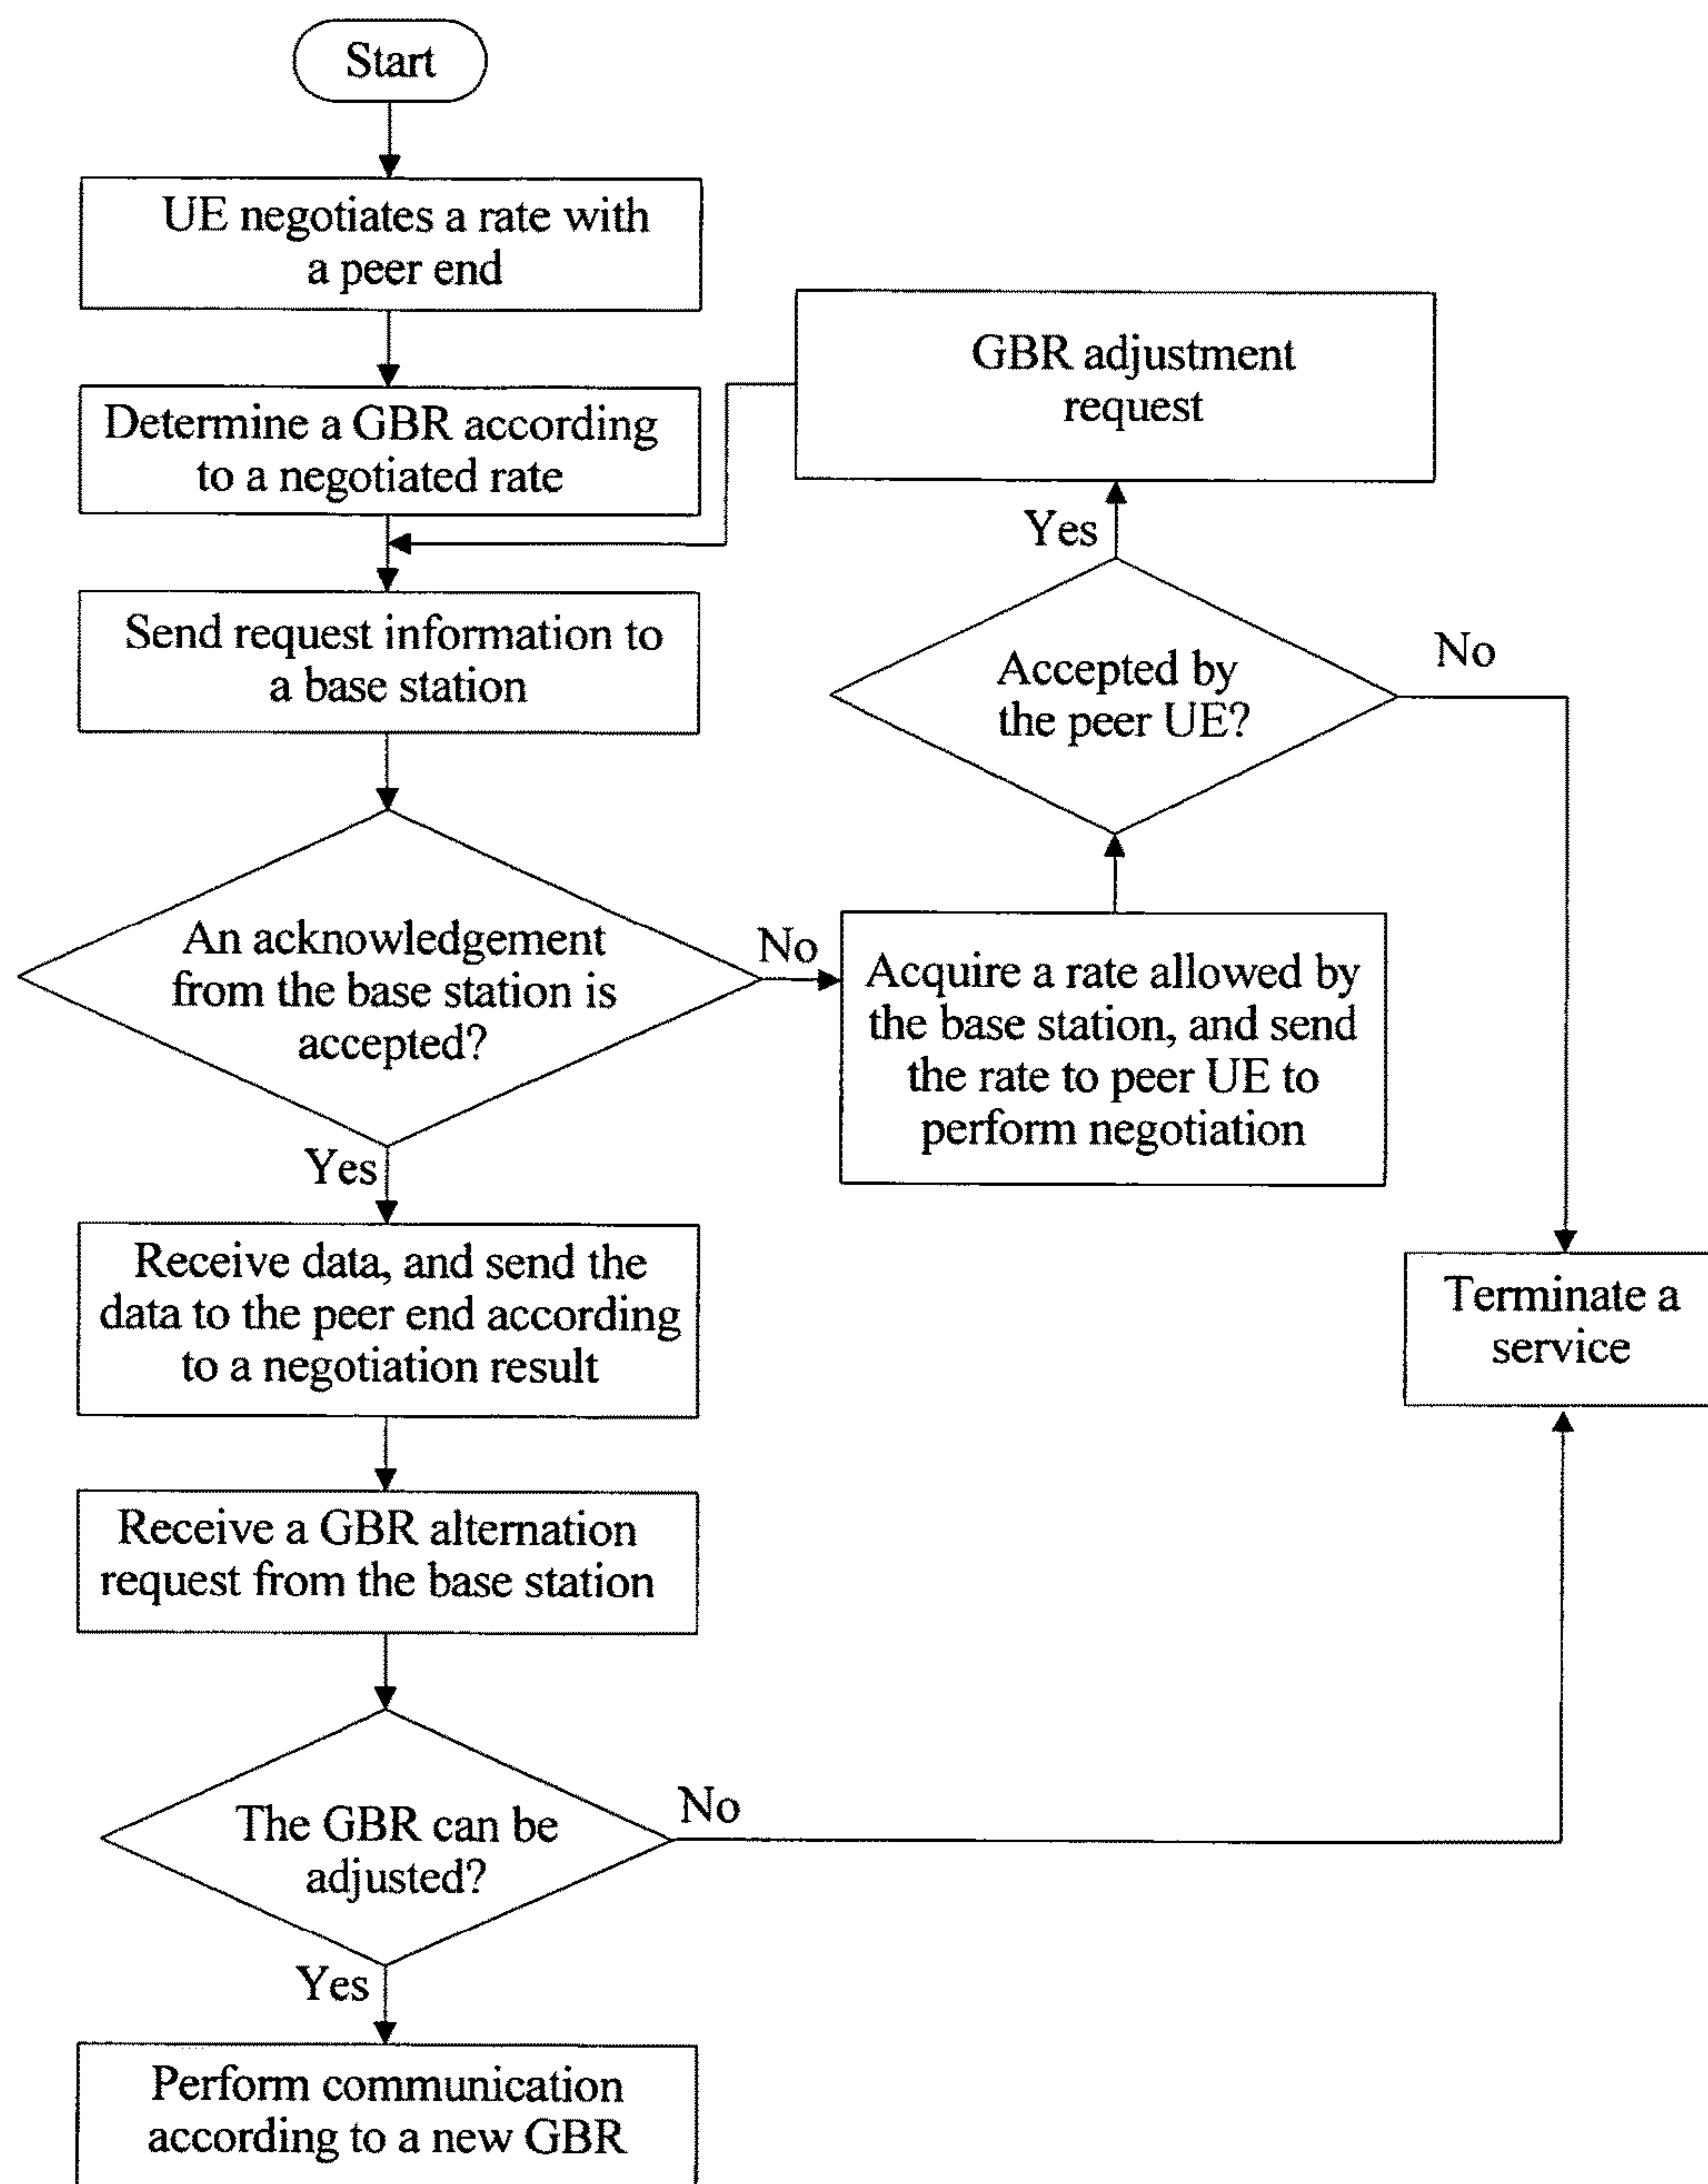 Start
UE negotiates a rate with
a peer end
Determine a GBR according
to a negotiated rate
GBR adjustment
request
Yes
Send request information to
a base station
Accepted by
the peer UE?
No
An acknowledgement
from the base station is
accepted?
No
Acquire a rate allowed by
the base station, and send
the rate to peer UE to
perform negotiation
Yes
Receive data, and send the
data to the peer end according
to a negotiation result
Terminate a
service
Receive a GBR alternation
request from the base station
The GBR can be
adjusted?
No
Yes
Perform communication
according to a new GBR